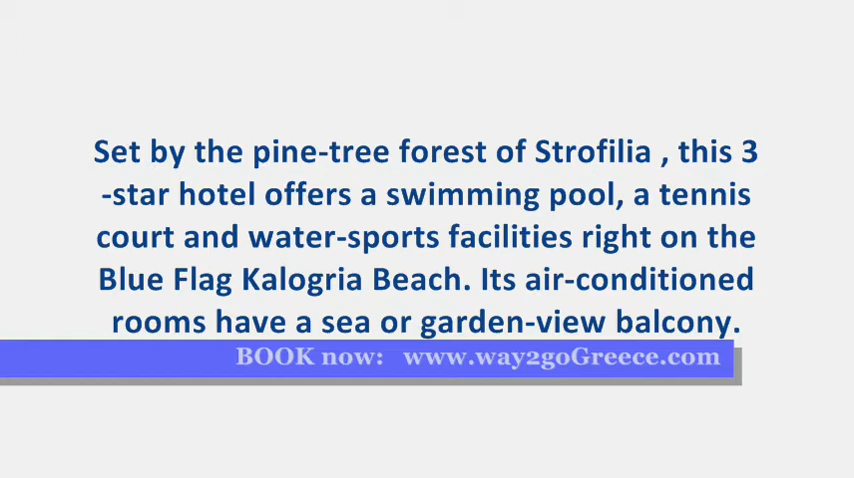 Set by the pine-tree forest of Strofilia , this 3
-star hotel offers a swimming pool, a tennis
court and water-sports facilities right on the
Blue Flag Kalogria Beach. Its air-conditioned
rooms have a sea or garden-view balcony.
BOOK now: www.way2goGreece.com